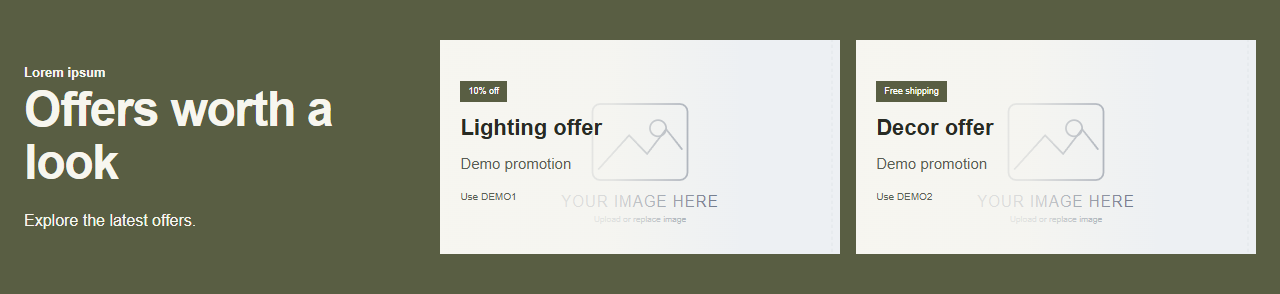 Lorem ipsum
Offers worth a
look
Explore the latest offers.
10% off
Lighting offer
Demo promotion
Use DEMO1
YOUR IMAGE HERE
Upload or replace image
Free shipping
Decor offer
Demo promotion
Use DEMO2
YOUR IMAGE HERE
Upload or replace image